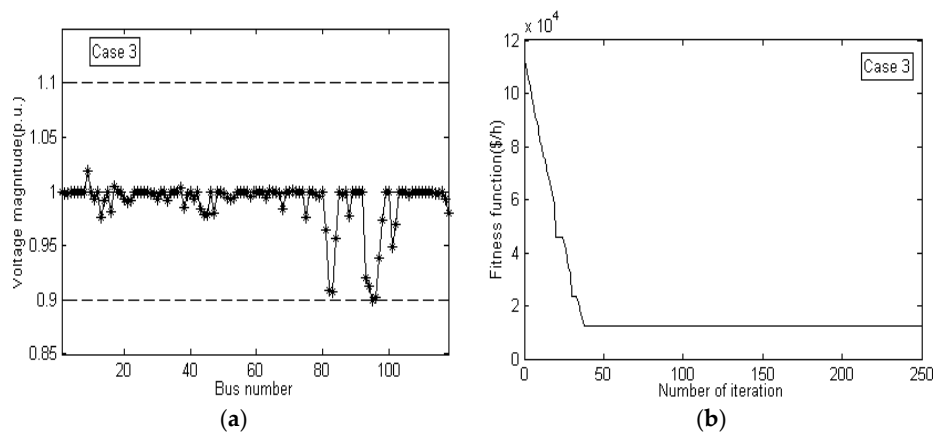 Case 3
Voltage magnitude(p.u.)
1.1
1.05
1
0.95
0.9
0.85
20 40 60 80 100
Bus number
(a)
x 10^4
Case 3
Fitness function($/h)
12
10
8
6
4
2
0
0 50 100 150 200 250
Number of iteration
(b)